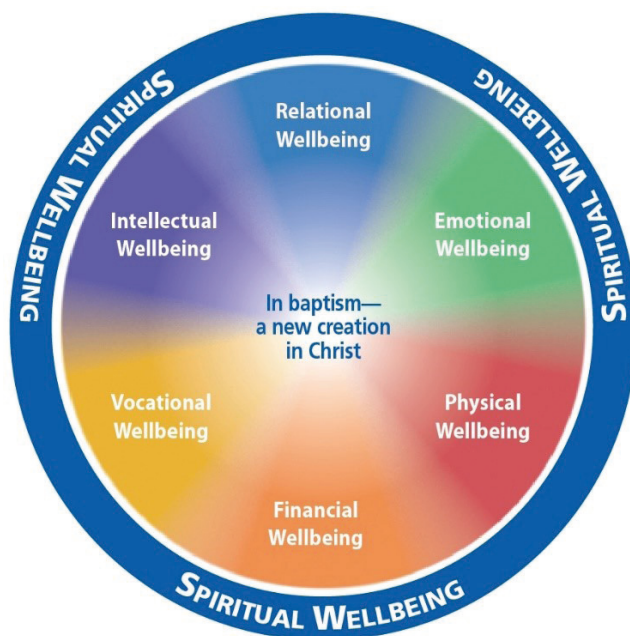 SPIRITUAL WELLBEING
SPIRITUAL WELLBEING
Relational
Wellbeing
Intellectual
Wellbeing
Emotional
Wellbeing
In baptism—
a new creation
in Christ
Vocational
Wellbeing
Physical
Wellbeing
Financial
Wellbeing
SPIRITUAL WELLBEING